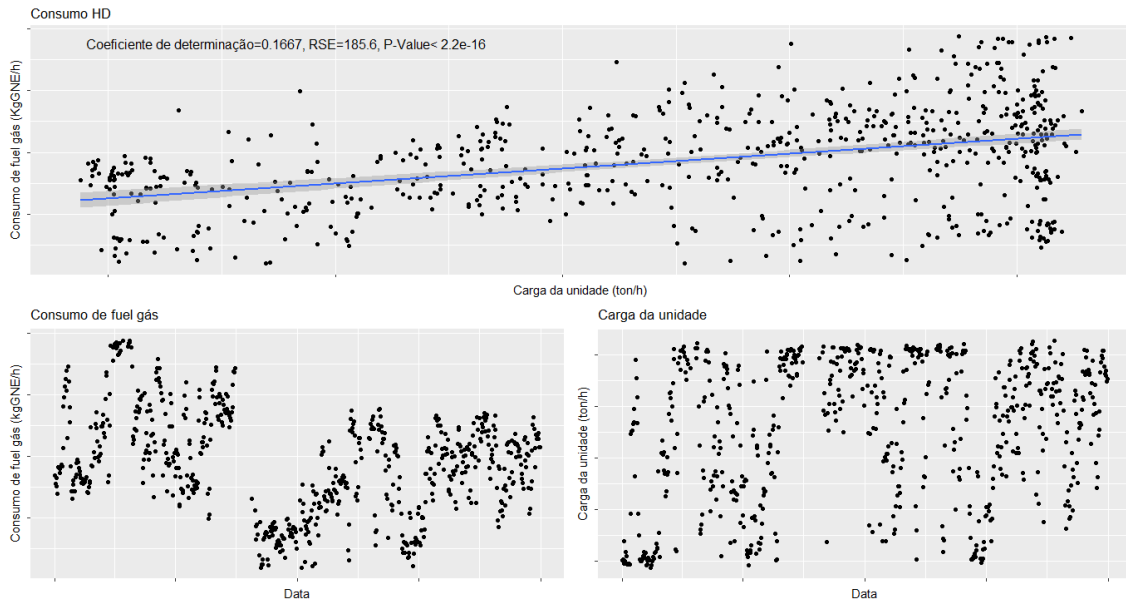 Consumo HD
Coeficiente de determinação=0.1667, RSE=185.6, P-Value< 2.2e-16
Consumo de fuel gás (KgGNE/h)
Carga da unidade (ton/h)
Consumo de fuel gás
Consumo de fuel gás (kgGNE/h)
Data
Carga da unidade
Carga da unidade (ton/h)
Data